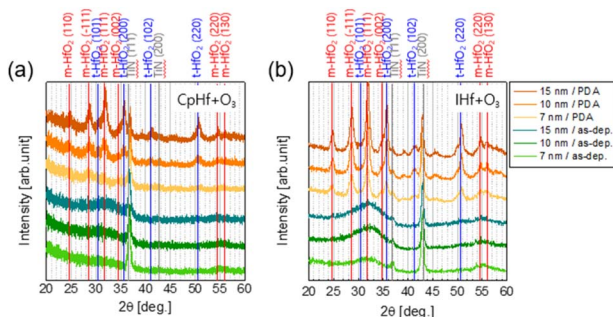 m-HfO2 (110)
m-HfO2 (-111)
t-HfO2 (101)
m-HfO2 (111)
m-HfO2 (002)
t-HfO2 (200)
TiN (111)
t-HfO2 (102)
TiN (200)
t-HfO2 (220)
m-HfO2 (220)
m-HfO2 (130)
(a)
CpHf+O3
Intensity [arb.unit]
20 25 30 35 40 45 50 55 60
2θ [deg.]
m-HfO2 (110)
m-HfO2 (-111)
t-HfO2 (101)
m-HfO2 (111)
m-HfO2 (002)
t-HfO2 (200)
TiN (111)
t-HfO2 (102)
TiN (200)
t-HfO2 (220)
m-HfO2 (220)
m-HfO2 (130)
(b)
IHf+O3
Intensity [arb.unit]
20 25 30 35 40 45 50 55 60
2θ [deg.]
15 nm / PDA
10 nm / PDA
7 nm / PDA
15 nm / as-dep.
10 nm / as-dep.
7 nm / as-dep.